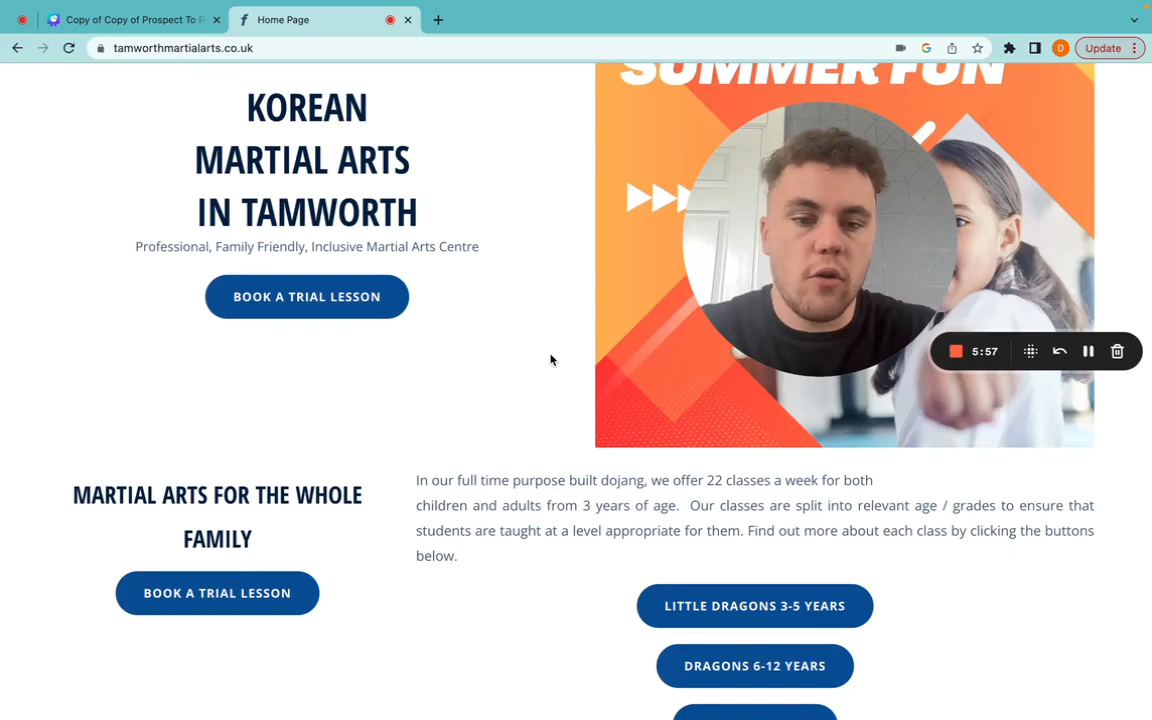 Copy of Copy of Prospect To P
Home Page
tamworthmartialarts.co.uk
D
Update
SUMMER FUN
KOREAN
MARTIAL ARTS
IN TAMWORTH
Professional, Family Friendly, Inclusive Martial Arts Centre
BOOK A TRIAL LESSON
5:57
MARTIAL ARTS FOR THE WHOLE
FAMILY
BOOK A TRIAL LESSON
In our full time purpose built dojang, we offer 22 classes a week for both
children and adults from 3 years of age. Our classes are split into relevant age / grades to ensure that
students are taught at a level appropriate for them. Find out more about each class by clicking the buttons
below.
LITTLE DRAGONS 3-5 YEARS
DRAGONS 6-12 YEARS